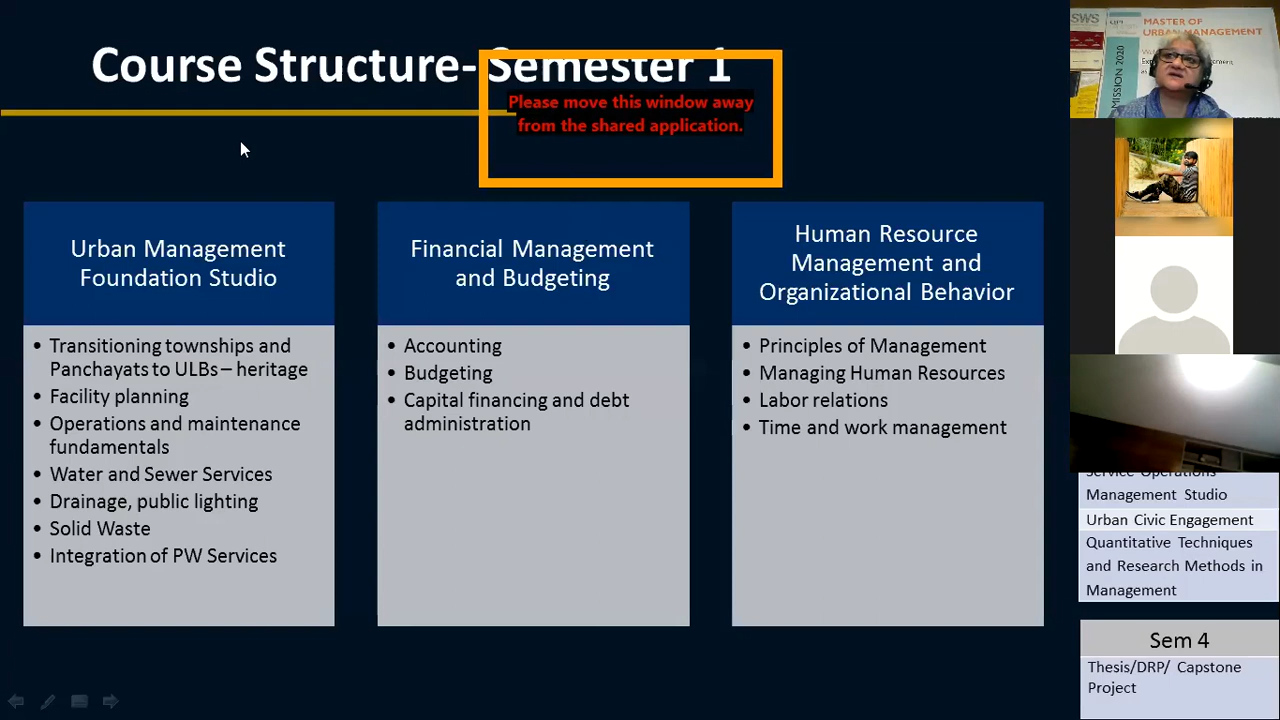 Course Structure- Semester 1
Please move this window away
from the shared application.
Urban Management
Foundation Studio
• Transitioning townships and
Panchayats to ULBs – heritage
• Facility planning
• Operations and maintenance
fundamentals
• Water and Sewer Services
• Drainage, public lighting
• Solid Waste
• Integration of PW Services
Financial Management
and Budgeting
• Accounting
• Budgeting
• Capital financing and debt
administration
Human Resource
Management and
Organizational Behavior
• Principles of Management
• Managing Human Resources
• Labor relations
• Time and work management
MASTER OF
URBAN MANAGEMENT
Service Operations
Management Studio
Urban Civic Engagement
Quantitative Techniques
and Research Methods in
Management
Sem 4
Thesis/DRP/ Capstone
Project